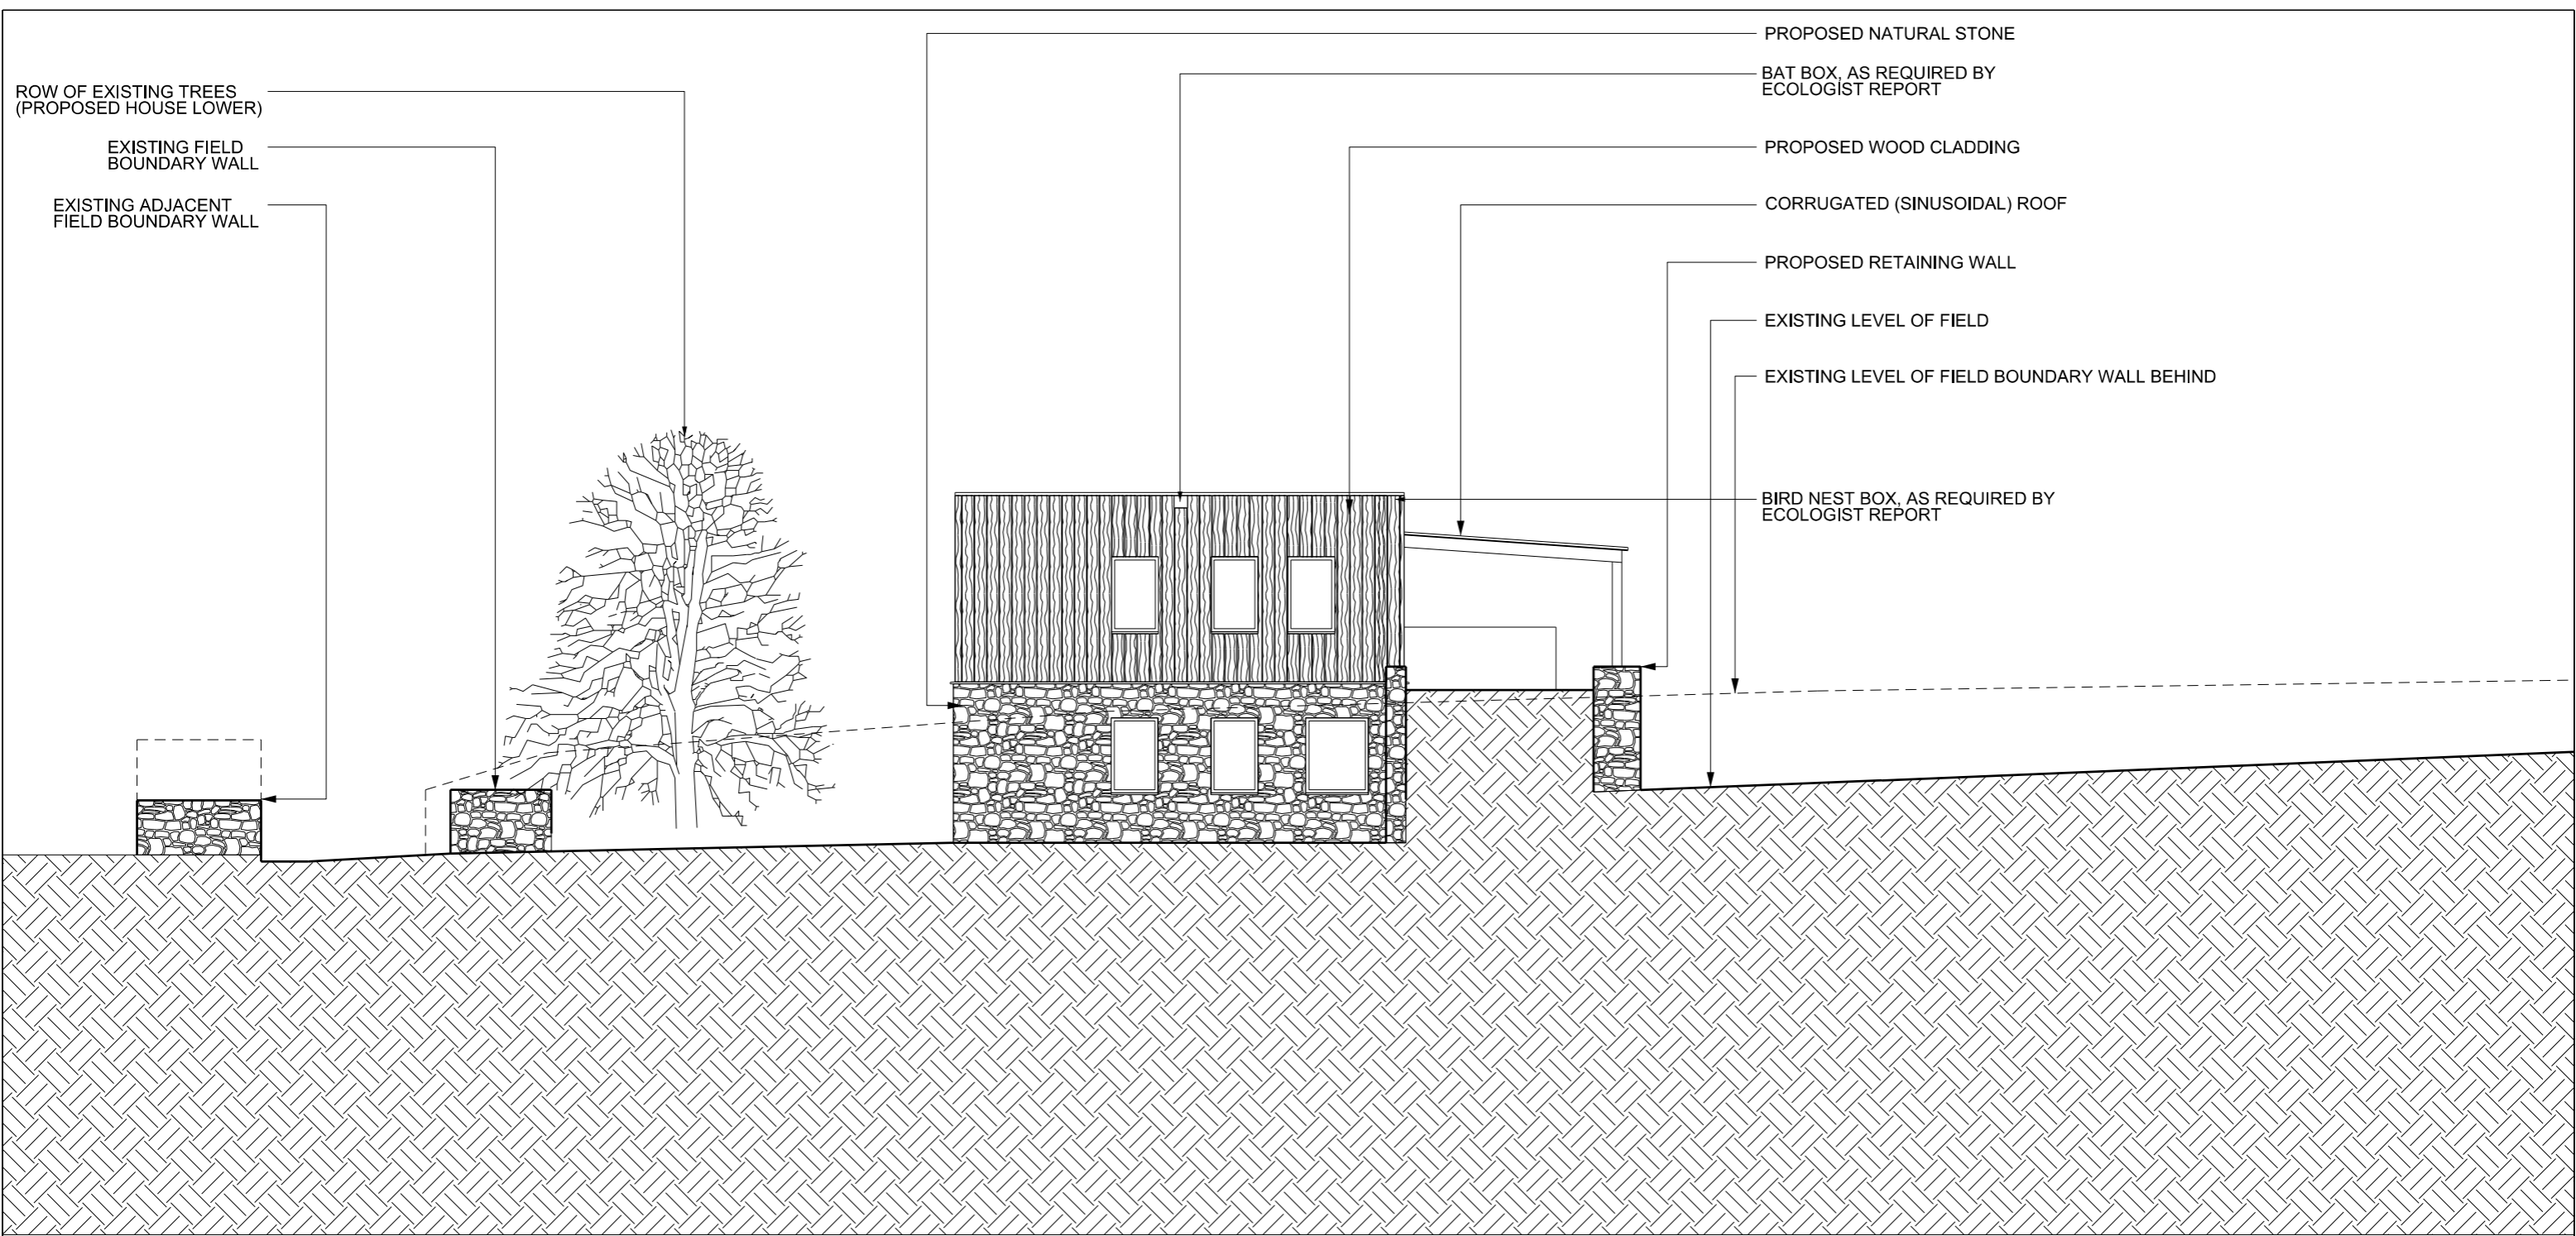 ROW OF EXISTING TREES
(PROPOSED HOUSE LOWER)
EXISTING FIELD
BOUNDARY WALL
EXISTING ADJACENT
FIELD BOUNDARY WALL
PROPOSED NATURAL STONE
BAT BOX, AS REQUIRED BY
ECOLOGIST REPORT
PROPOSED WOOD CLADDING
CORRUGATED (SINUSOIDAL) ROOF
PROPOSED RETAINING WALL
EXISTING LEVEL OF FIELD
EXISTING LEVEL OF FIELD BOUNDARY WALL BEHIND
BIRD NEST BOX, AS REQUIRED BY
ECOLOGIST REPORT